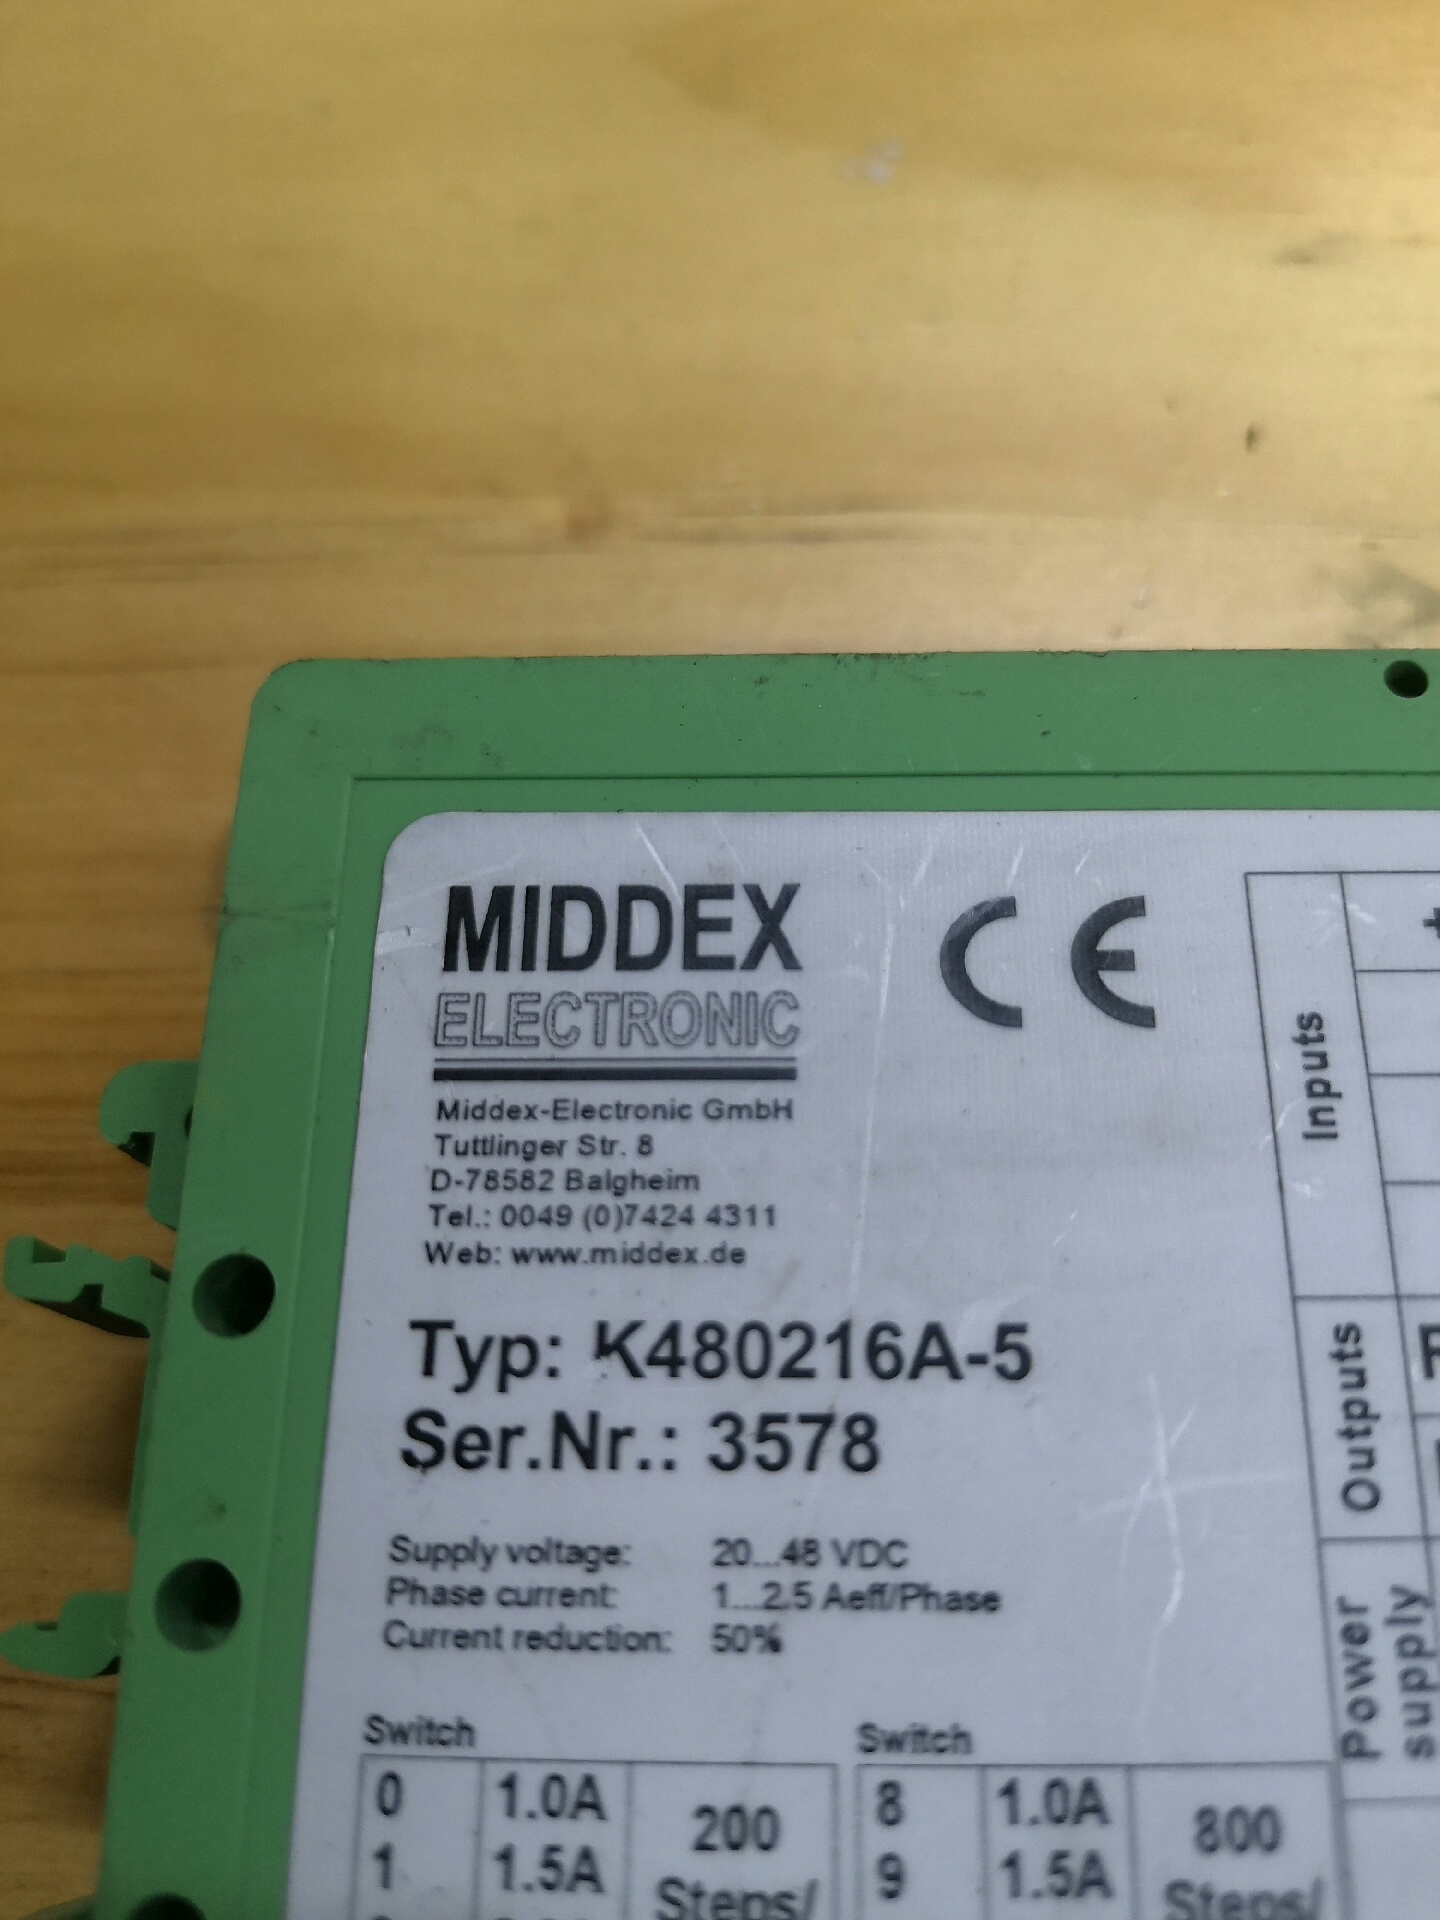 MIDDEX
ELECTRONIC
CE
Middex-Electronic GmbH
Tuttlinger Str. 8
D-78582 Balgheim
Tel.: 0049 (0)7424 4311
Web: www.middex.de
Typ: K480216A-5
Ser.Nr.: 3578
Supply voltage: 20...48 VDC
Phase current: 1...2.5 Aeff/Phase
Current reduction: 50%
Switch
0 1.0A 200
1 1.5A Steps/
Switch
8 1.0A 800
9 1.5A Steps/
Inputs
Outputs
Power
supply